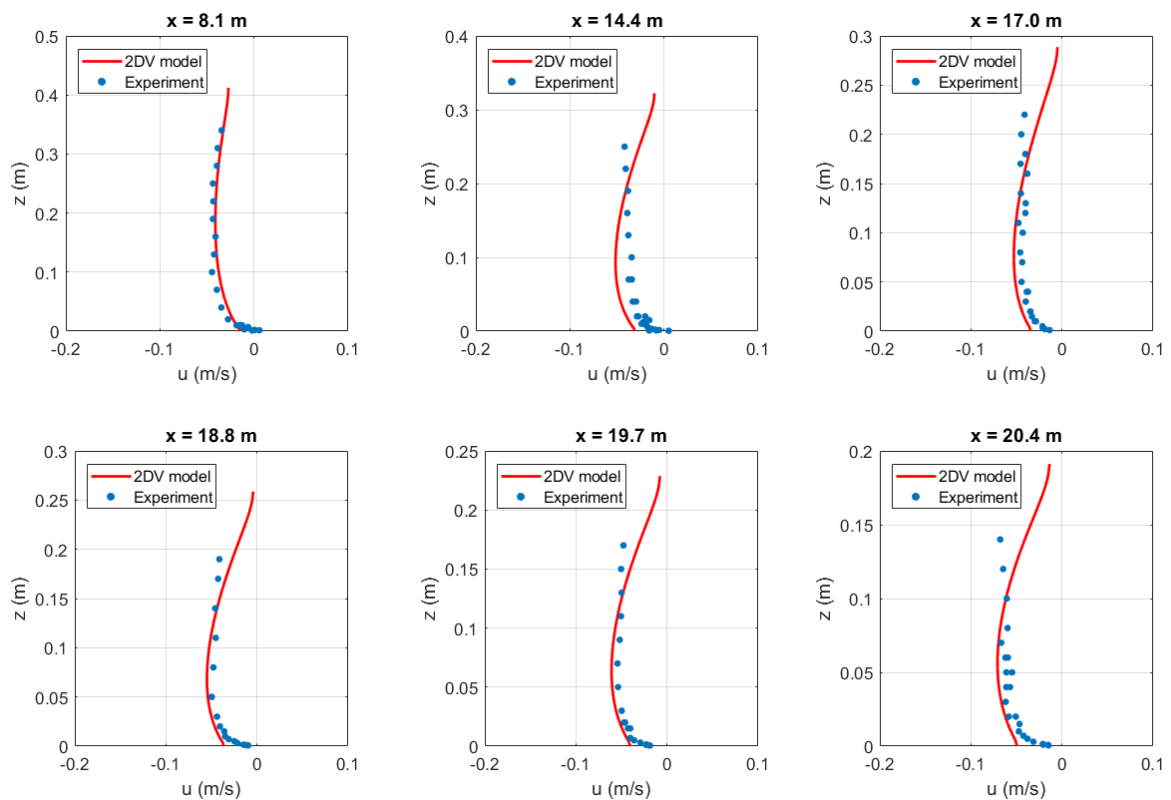 x = 8.1 m
0.5
0.4
0.3
0.2
0.1
0
z (m)
2DV model
Experiment
-0.2 -0.1 0 0.1
u (m/s)
x = 14.4 m
0.4
0.3
0.2
0.1
0
z (m)
2DV model
Experiment
-0.2 -0.1 0 0.1
u (m/s)
x = 17.0 m
0.3
0.25
0.2
0.15
0.1
0.05
0
z (m)
2DV model
Experiment
-0.2 -0.1 0 0.1
u (m/s)
x = 18.8 m
0.3
0.25
0.2
0.15
0.1
0.05
0
z (m)
2DV model
Experiment
-0.2 -0.1 0 0.1
u (m/s)
x = 19.7 m
0.25
0.2
0.15
0.1
0.05
0
z (m)
2DV model
Experiment
-0.2 -0.1 0 0.1
u (m/s)
x = 20.4 m
0.2
0.15
0.1
0.05
0
z (m)
2DV model
Experiment
-0.2 -0.1 0 0.1
u (m/s)